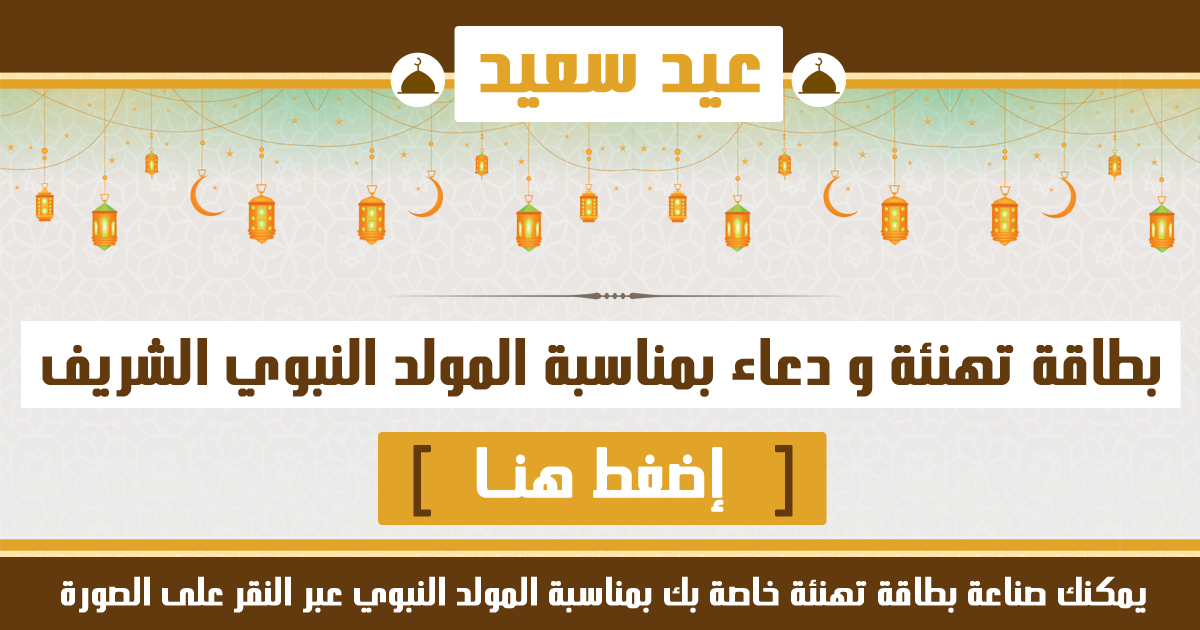 عيد سعيد
بطاقة تهنئة و دعاء بمناسبة المولد النبوي الشريف
[ إضغط هنا ]
يمكنك صناعة بطاقة تهنئة خاصة بك بمناسبة المولد النبوي عبر النقر على الصورة